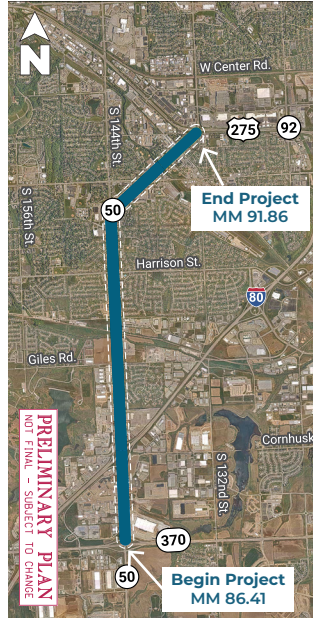 N
W Center Rd.
S 144th St.
275
92
End Project
MM 91.86
50
S 156th St.
Harrison St.
80
Giles Rd.
Cornhusk
S 132nd St.
PRELIMINARY PLAN
NOT FINAL - SUBJECT TO CHANGE
370
50
Begin Project
MM 86.41